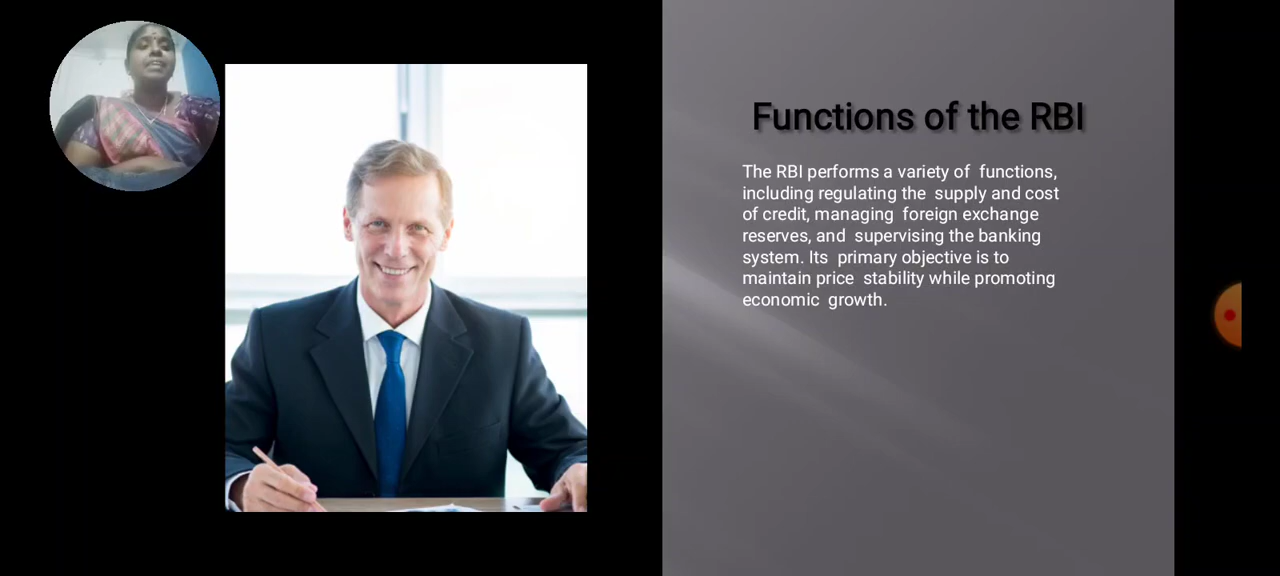 Functions of the RBI
The RBI performs a variety of functions,
including regulating the supply and cost
of credit, managing foreign exchange
reserves, and supervising the banking
system. Its primary objective is to
maintain price stability while promoting
economic growth.